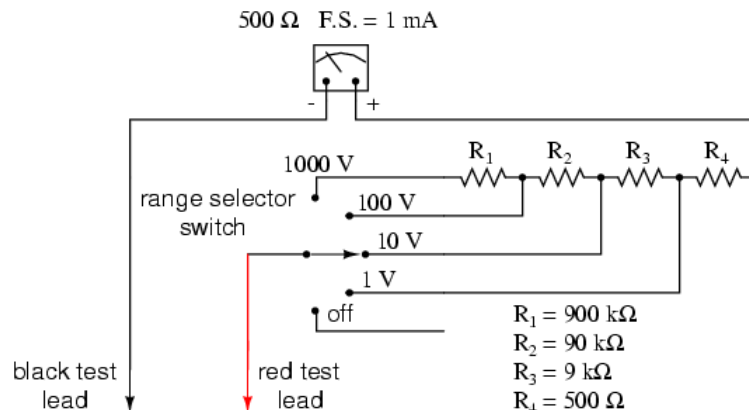 500 Ω F.S. = 1 mA
- +
R₁ R₂ R₃ R₄
1000 V
range selector
switch
100 V
10 V
1 V
off
R₁ = 900 kΩ
R₂ = 90 kΩ
R₃ = 9 kΩ
R₄ = 500 Ω
black test
lead
red test
lead